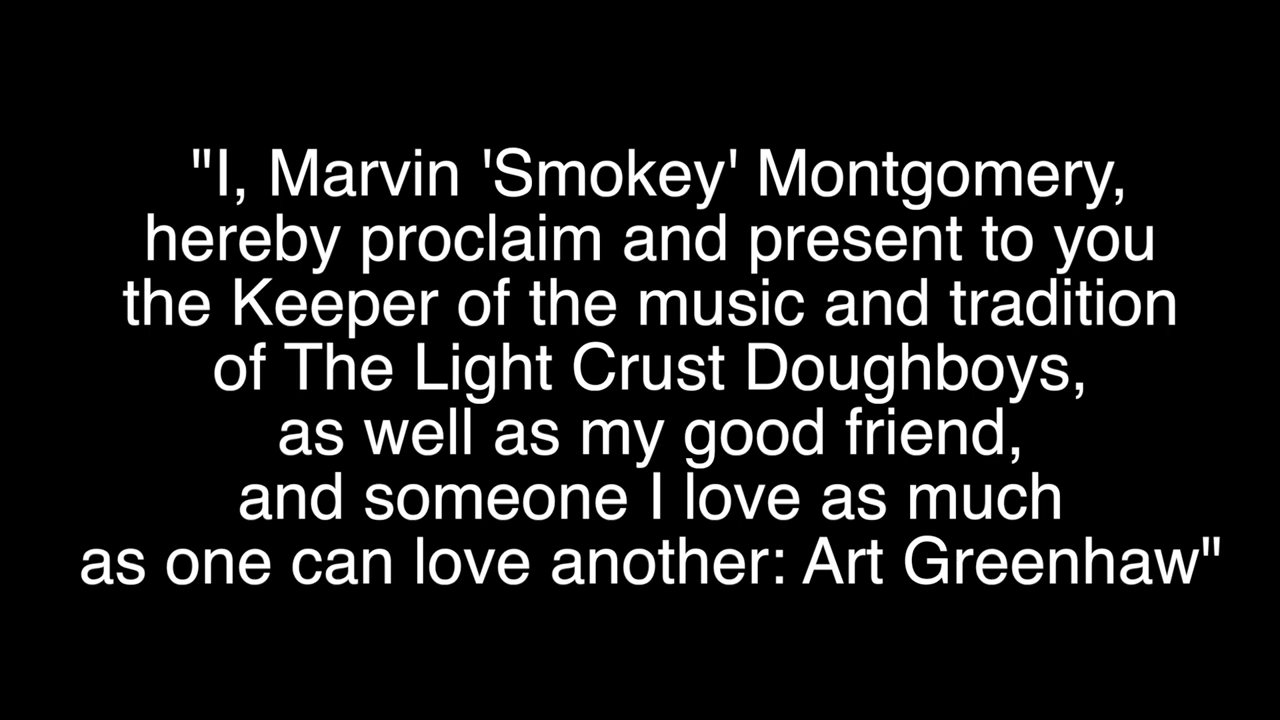 "I, Marvin 'Smokey' Montgomery,
hereby proclaim and present to you
the Keeper of the music and tradition
of The Light Crust Doughboys,
as well as my good friend,
and someone I love as much
as one can love another: Art Greenhaw"